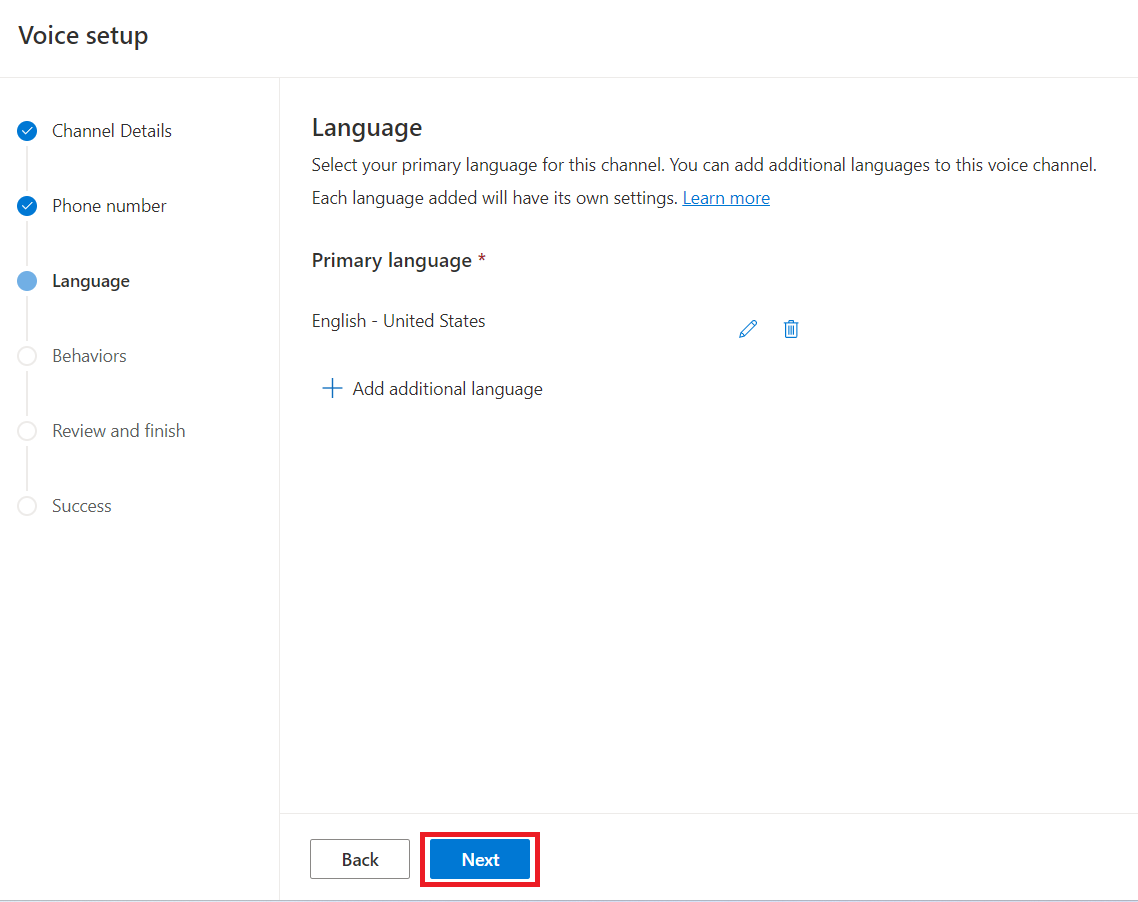 Voice setup
Channel Details
Phone number
Language
Behaviors
Review and finish
Success
Language
Select your primary language for this channel. You can add additional languages to this voice channel.
Each language added will have its own settings. Learn more
Primary language *
English - United States
Add additional language
Back
Next